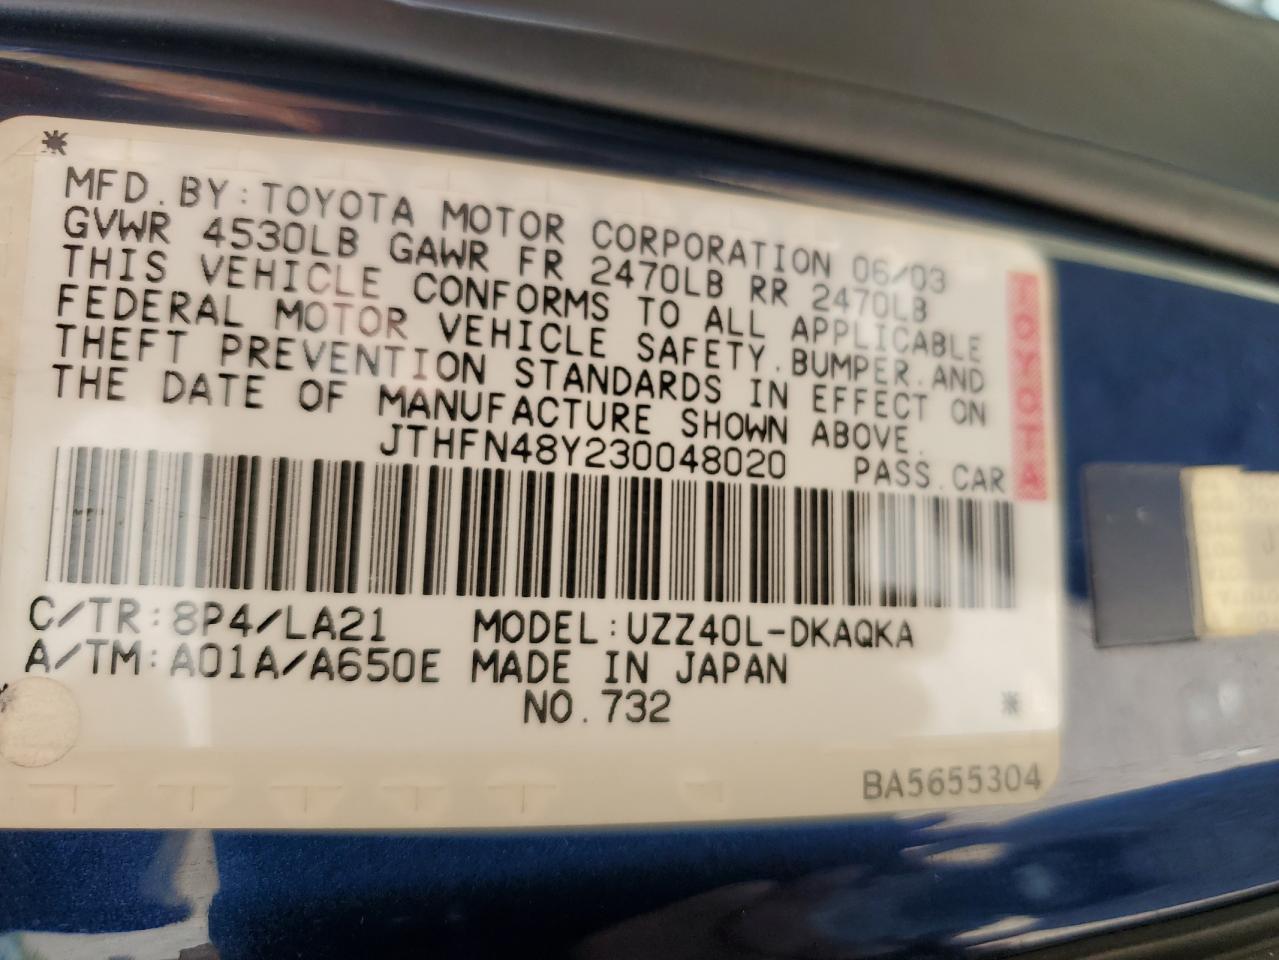 MFD. BY: TOYOTA MOTOR CORPORATION 06/03
GVWR 4530LB GAWR FR 2470LB RR 2470LB
THIS VEHICLE CONFORMS TO ALL APPLICABLE
FEDERAL MOTOR VEHICLE SAFETY, BUMPER, AND
THEFT PREVENTION STANDARDS IN EFFECT ON
THE DATE OF MANUFACTURE SHOWN ABOVE.
JTHFN48Y230048020 PASS. CAR
TOYOTA
C/TR: 8P4/LA21 MODEL: UZZ40L-DKAQKA
A/TM: A01A/A650E MADE IN JAPAN
NO. 732
BA5655304